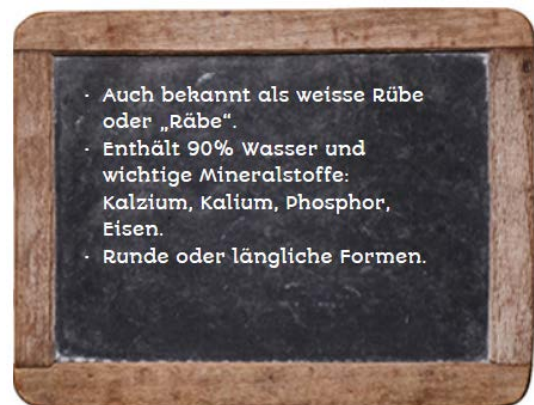 · Auch bekannt als weisse Rübe
oder „Räbe“.
· Enthält 90% Wasser und
wichtige Mineralstoffe:
Kalzium, Kalium, Phosphor,
Eisen.
· Runde oder längliche Formen.